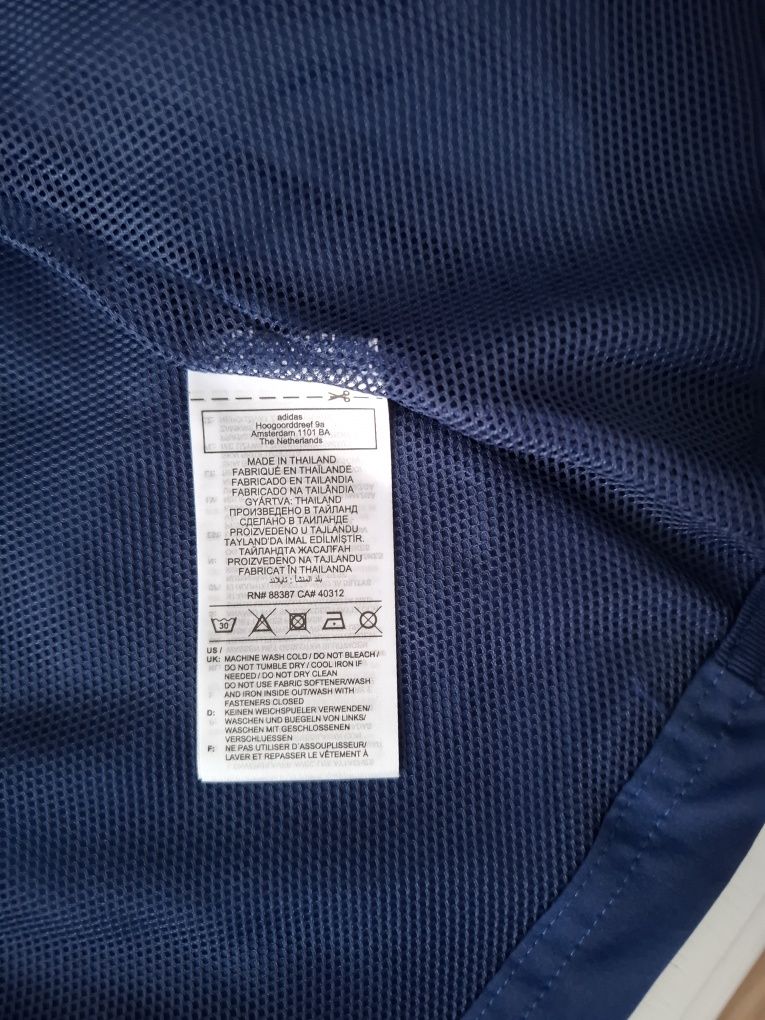 adidas
Hoogoorddreef 9a
Amsterdam 1101 BA
The Netherlands
MADE IN THAILAND
FABRIQUÉ EN THAÏLANDE
FABRICADO EN TAILANDIA
FABRICADO NA TAILÂNDIA
GYÁRTVA: THAILAND
ПРОИЗВЕДЕНО В ТАЙЛАНД
СДЕЛАНО В ТАИЛАНДЕ
PROIZVEDENO U TAJLANDU
TAYLAND'DA İMAL EDİLMİŞTİR.
ТАЙЛАНДТА ЖАСАЛҒАН
PROIZVEDENO NA TAJLANDU
FABRICAT ÎN THAILANDA
بلد المنشأ : تايلاند
RN# 88387 CA# 40312
30
US /
UK: MACHINE WASH COLD / DO NOT BLEACH /
DO NOT TUMBLE DRY / COOL IRON IF
NEEDED / DO NOT DRY CLEAN
DO NOT USE FABRIC SOFTENER/WASH
AND IRON INSIDE OUT/WASH WITH
FASTENERS CLOSED
D: KEINEN WEICHSPUELER VERWENDEN/
WASCHEN UND BUEGELN VON LINKS/
WASCHEN MIT GESCHLOSSENEN
VERSCHLUESSEN
F: NE PAS UTILISER D'ASSOUPLISSEUR/
LAVER ET REPASSER LE VÊTEMENT À